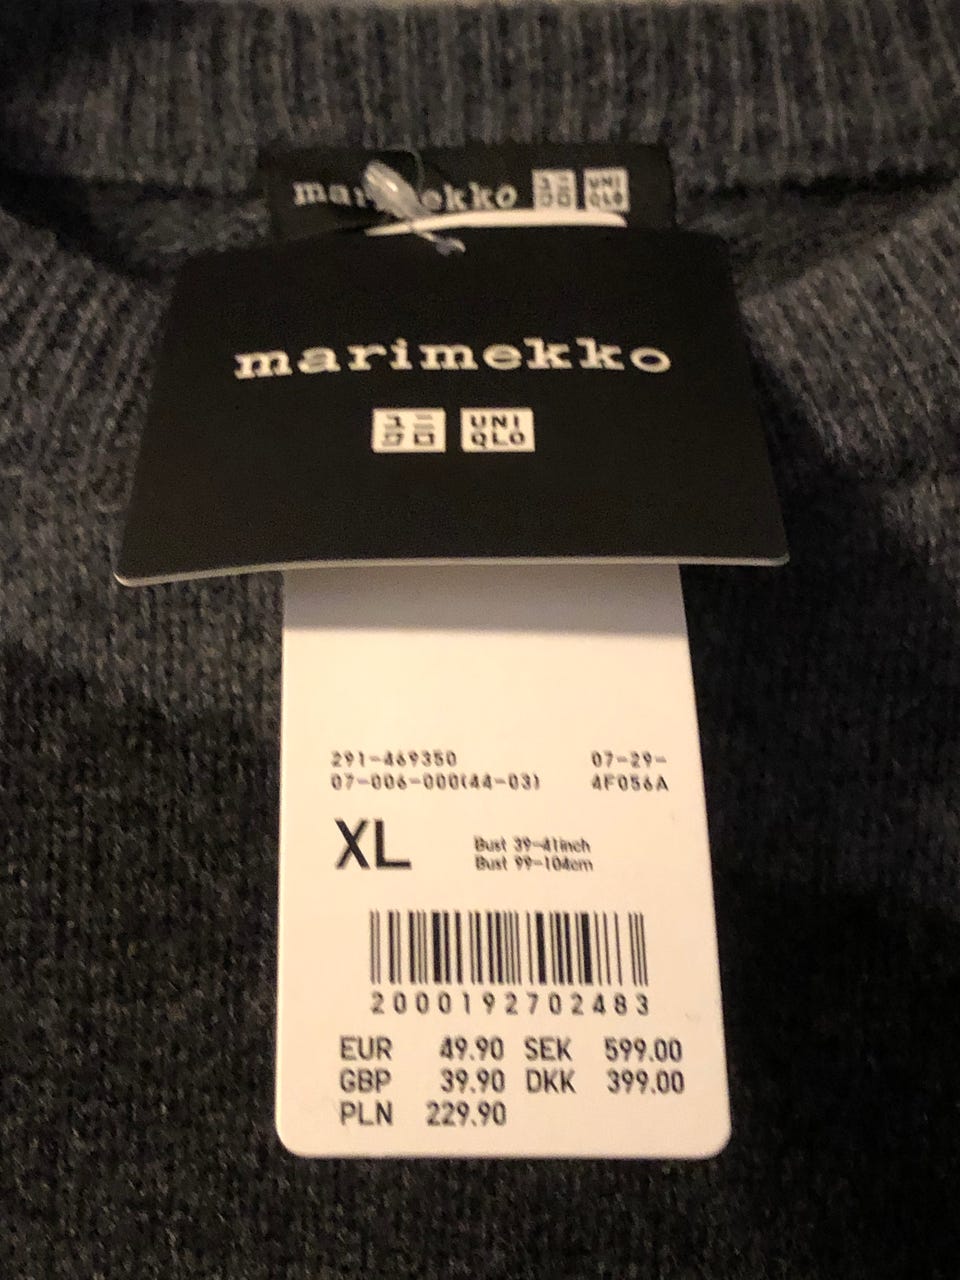 marimekko ユニクロ UNIQLO
marimekko
ユニ UNI
クロ QLO
291-469350 07-29-
07-006-000(44-03) 4F056A
XL Bust 39-41inch
Bust 99-104cm
2000192702483
EUR 49.90 SEK 599.00
GBP 39.90 DKK 399.00
PLN 229.90